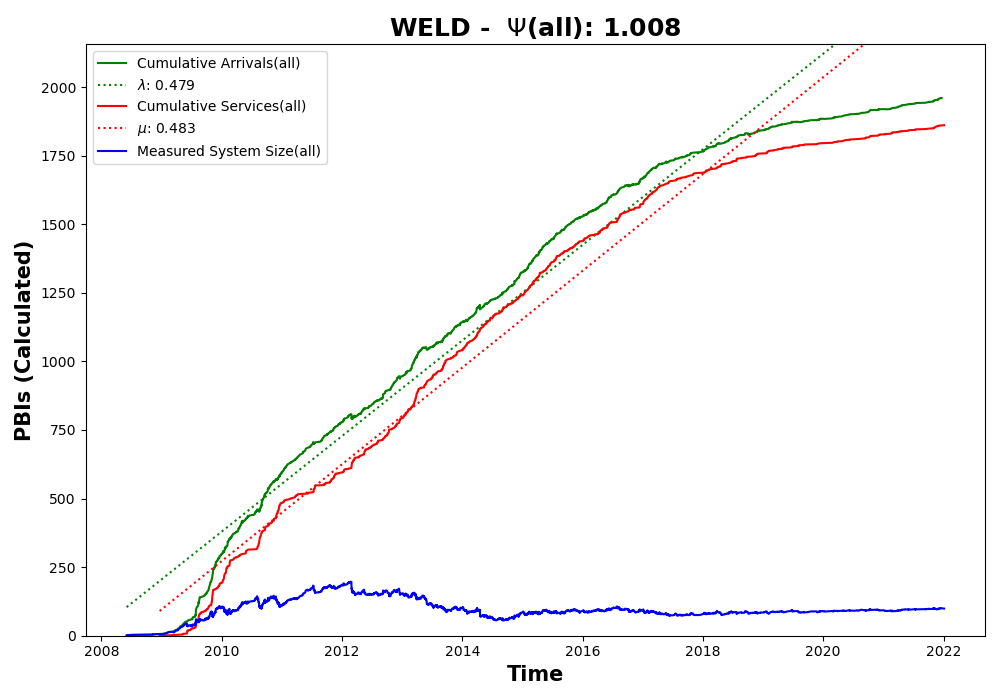 WELD - Ψ(all): 1.008
Cumulative Arrivals(all)
λ: 0.479
Cumulative Services(all)
μ: 0.483
Measured System Size(all)
PBIs (Calculated)
2000
1750
1500
1250
1000
750
500
250
0
2008 2010 2012 2014 2016 2018 2020 2022
Time